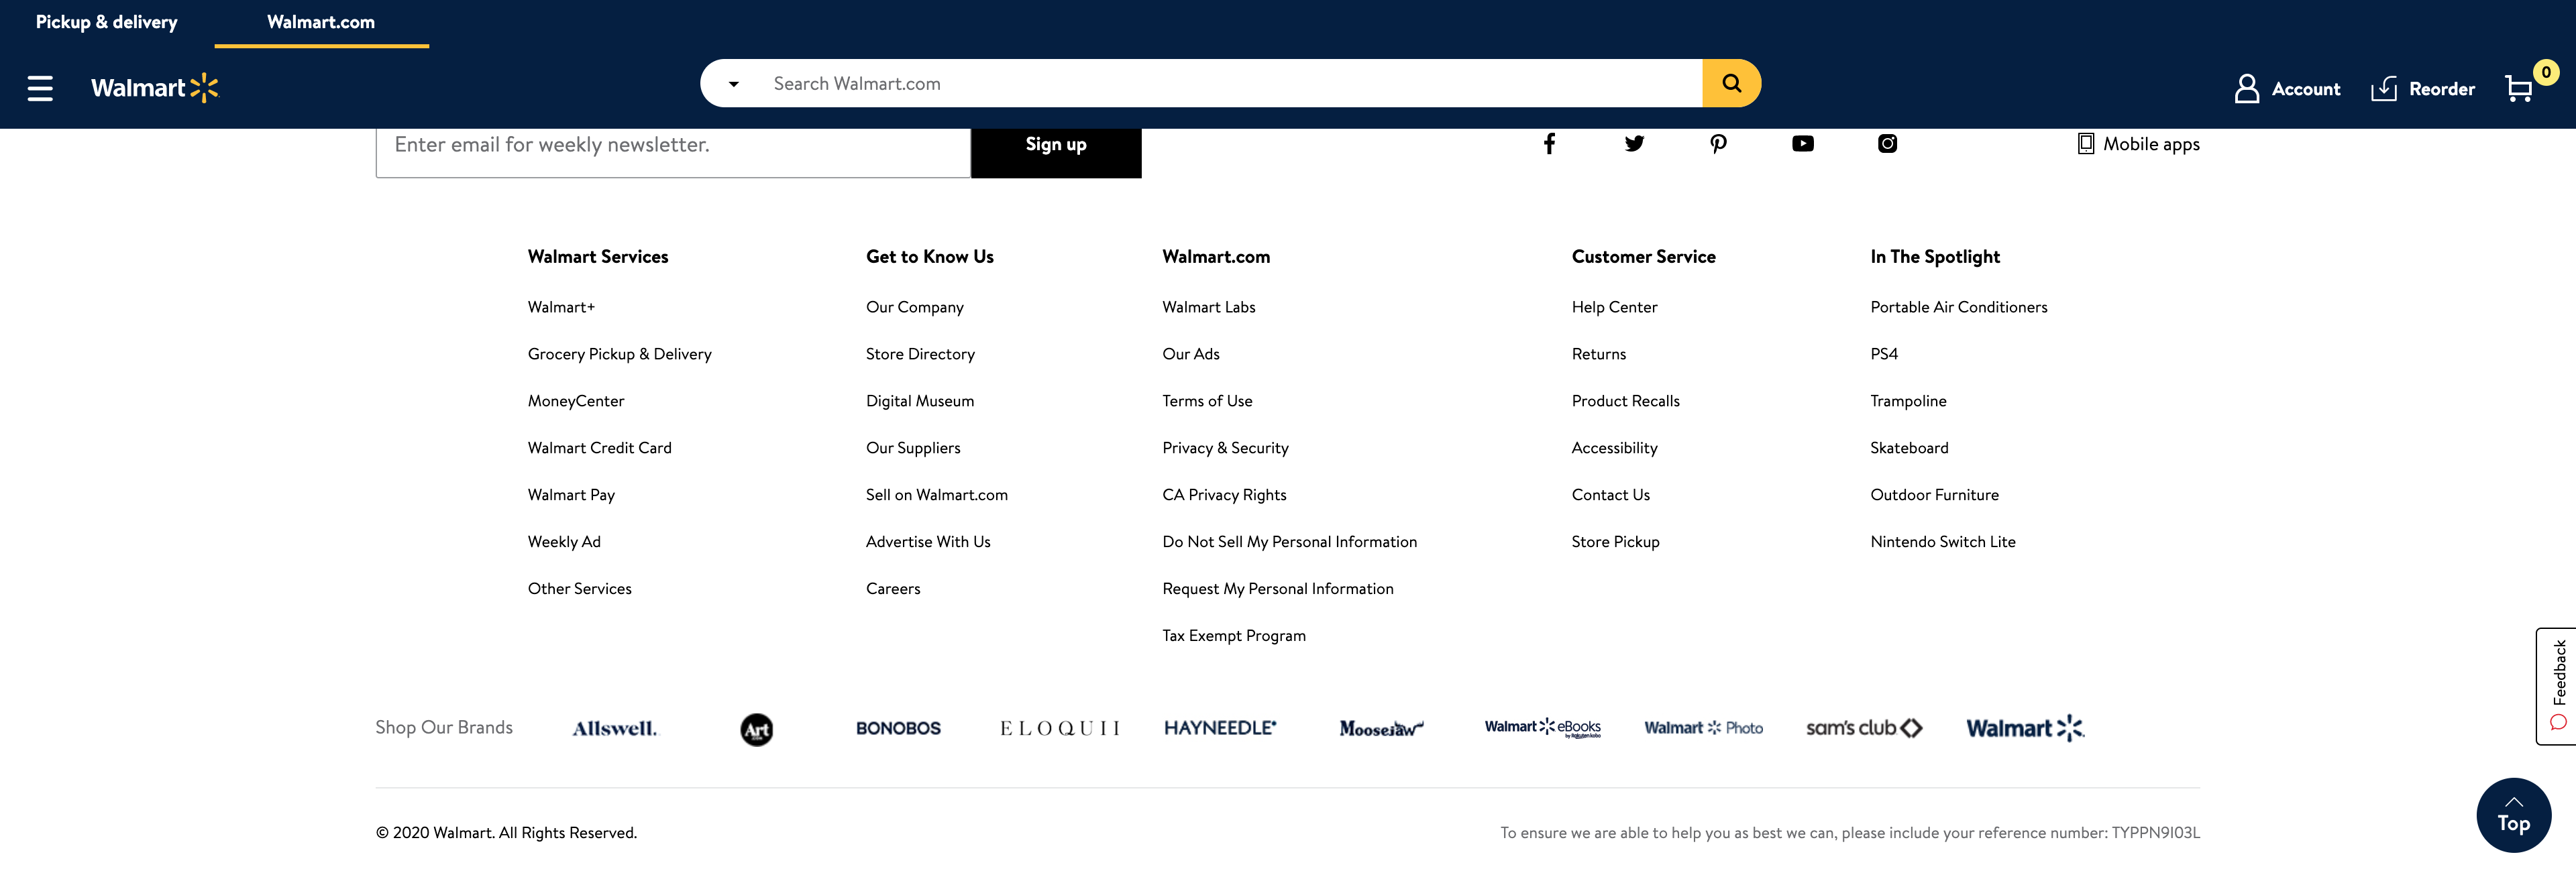 Pickup & delivery
Walmart.com
Walmart
Search Walmart.com
Account
Reorder
0
Enter email for weekly newsletter.
Sign up
Mobile apps
Walmart Services
Walmart+
Grocery Pickup & Delivery
MoneyCenter
Walmart Credit Card
Walmart Pay
Weekly Ad
Other Services
Get to Know Us
Our Company
Store Directory
Digital Museum
Our Suppliers
Sell on Walmart.com
Advertise With Us
Careers
Walmart.com
Walmart Labs
Our Ads
Terms of Use
Privacy & Security
CA Privacy Rights
Do Not Sell My Personal Information
Request My Personal Information
Tax Exempt Program
Customer Service
Help Center
Returns
Product Recalls
Accessibility
Contact Us
Store Pickup
In The Spotlight
Portable Air Conditioners
PS4
Trampoline
Skateboard
Outdoor Furniture
Nintendo Switch Lite
Feedback
Shop Our Brands
Allswell.
Art
.com
BONOBOS
ELOQUII
HAYNEEDLE
Moosejaw
Walmart eBooks
by Rakuten kobo
Walmart Photo
sam's club
Walmart
Top
© 2020 Walmart. All Rights Reserved.
To ensure we are able to help you as best we can, please include your reference number: TYPPN9I03L